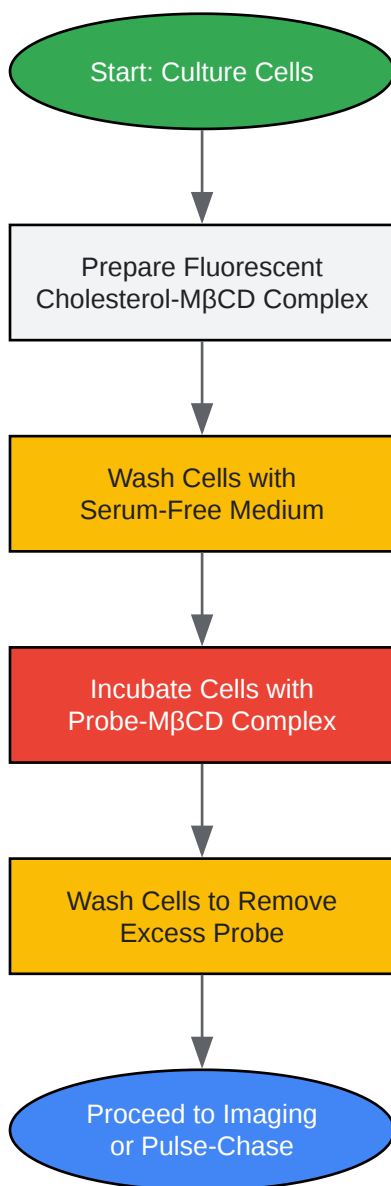 Start: Culture Cells
Prepare Fluorescent
Cholesterol-MβCD Complex
Wash Cells with
Serum-Free Medium
Incubate Cells with
Probe-MβCD Complex
Wash Cells to Remove
Excess Probe
Proceed to Imaging
or Pulse-Chase